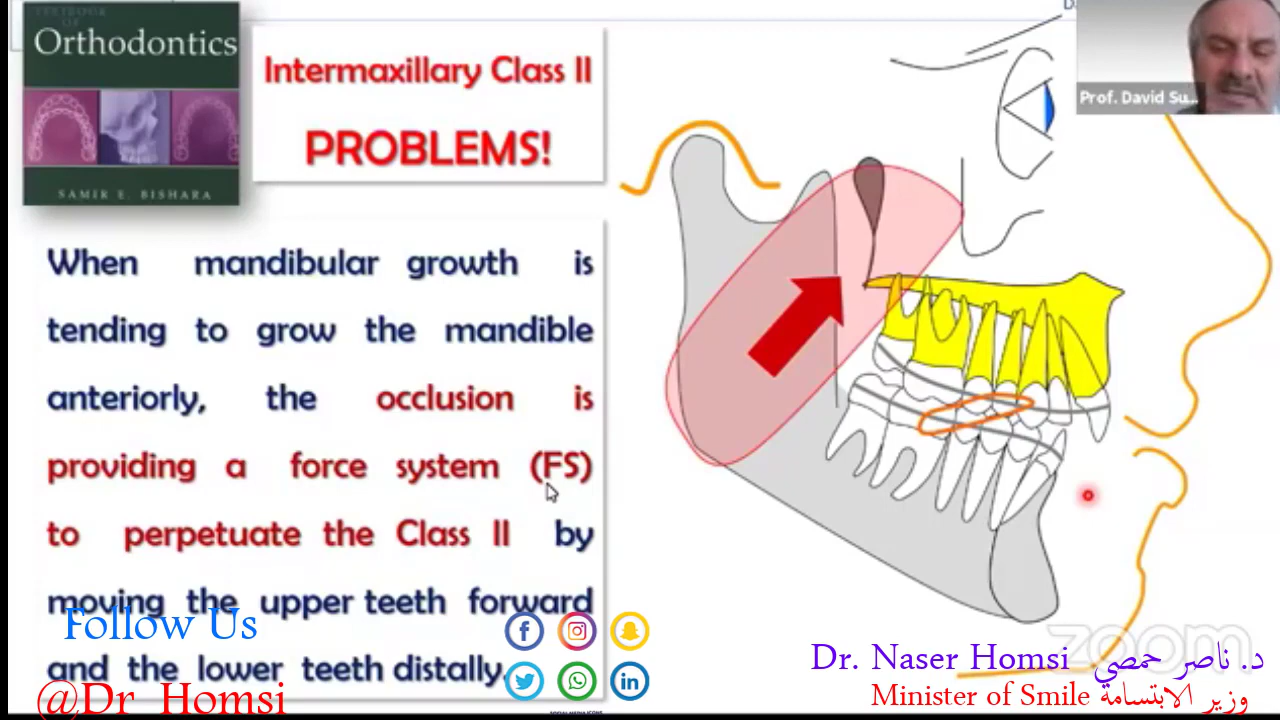 TEXTBOOK
OF
Orthodontics
SAMIR E. BISHARA
Intermaxillary Class II
PROBLEMS!
Prof. David Su...
When mandibular growth is
tending to grow the mandible
anteriorly, the occlusion is
providing a force system (FS)
to perpetuate the Class II by
moving the upper teeth forward
and the lower teeth distally.
Follow Us
@Dr_Homsi
zoom
Dr. Naser Homsi د. ناصر حمصي
Minister of Smile وزير الابتسامة